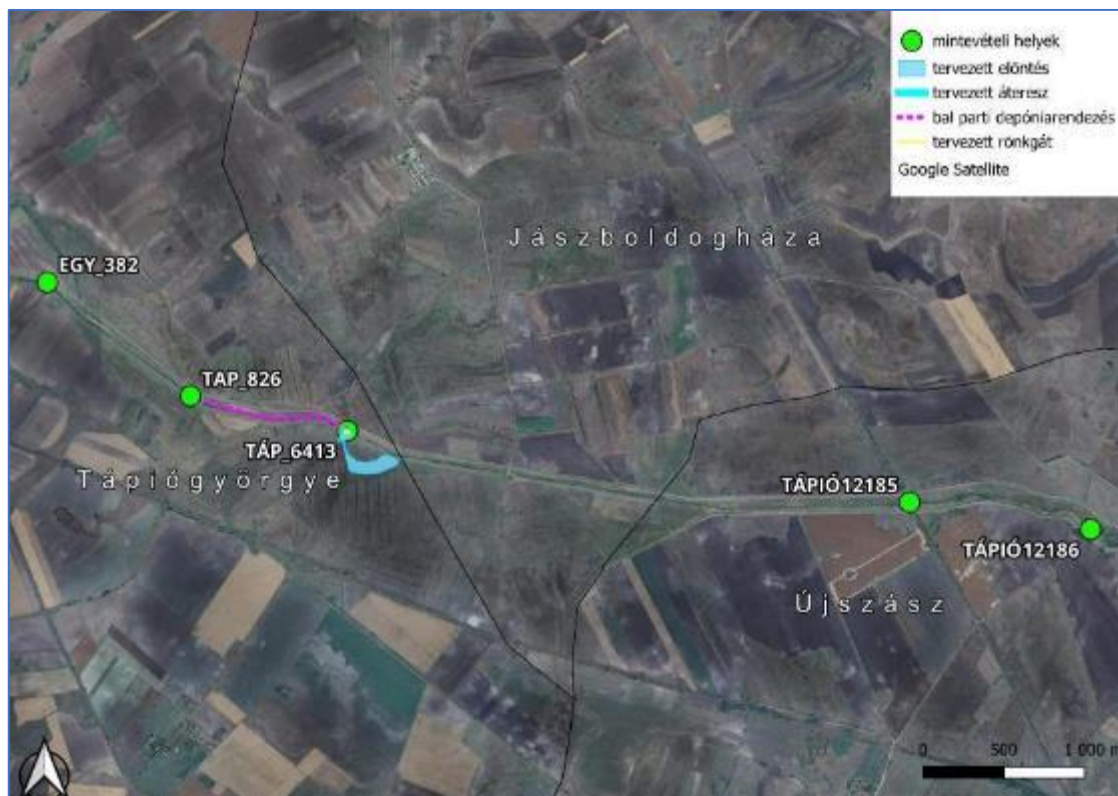 mintevételi helyek
tervezett elöntés
tervezett áteresz
bal parti depóniarendezés
tervezett rönkgát
Google Satellite
Jászboldogháza
EGY_382
TAP_826
TÁP_6413
Tápiógyörgye
TÁPIÓ12185
TÁPIÓ12186
Újszász
0 500 1 000 m